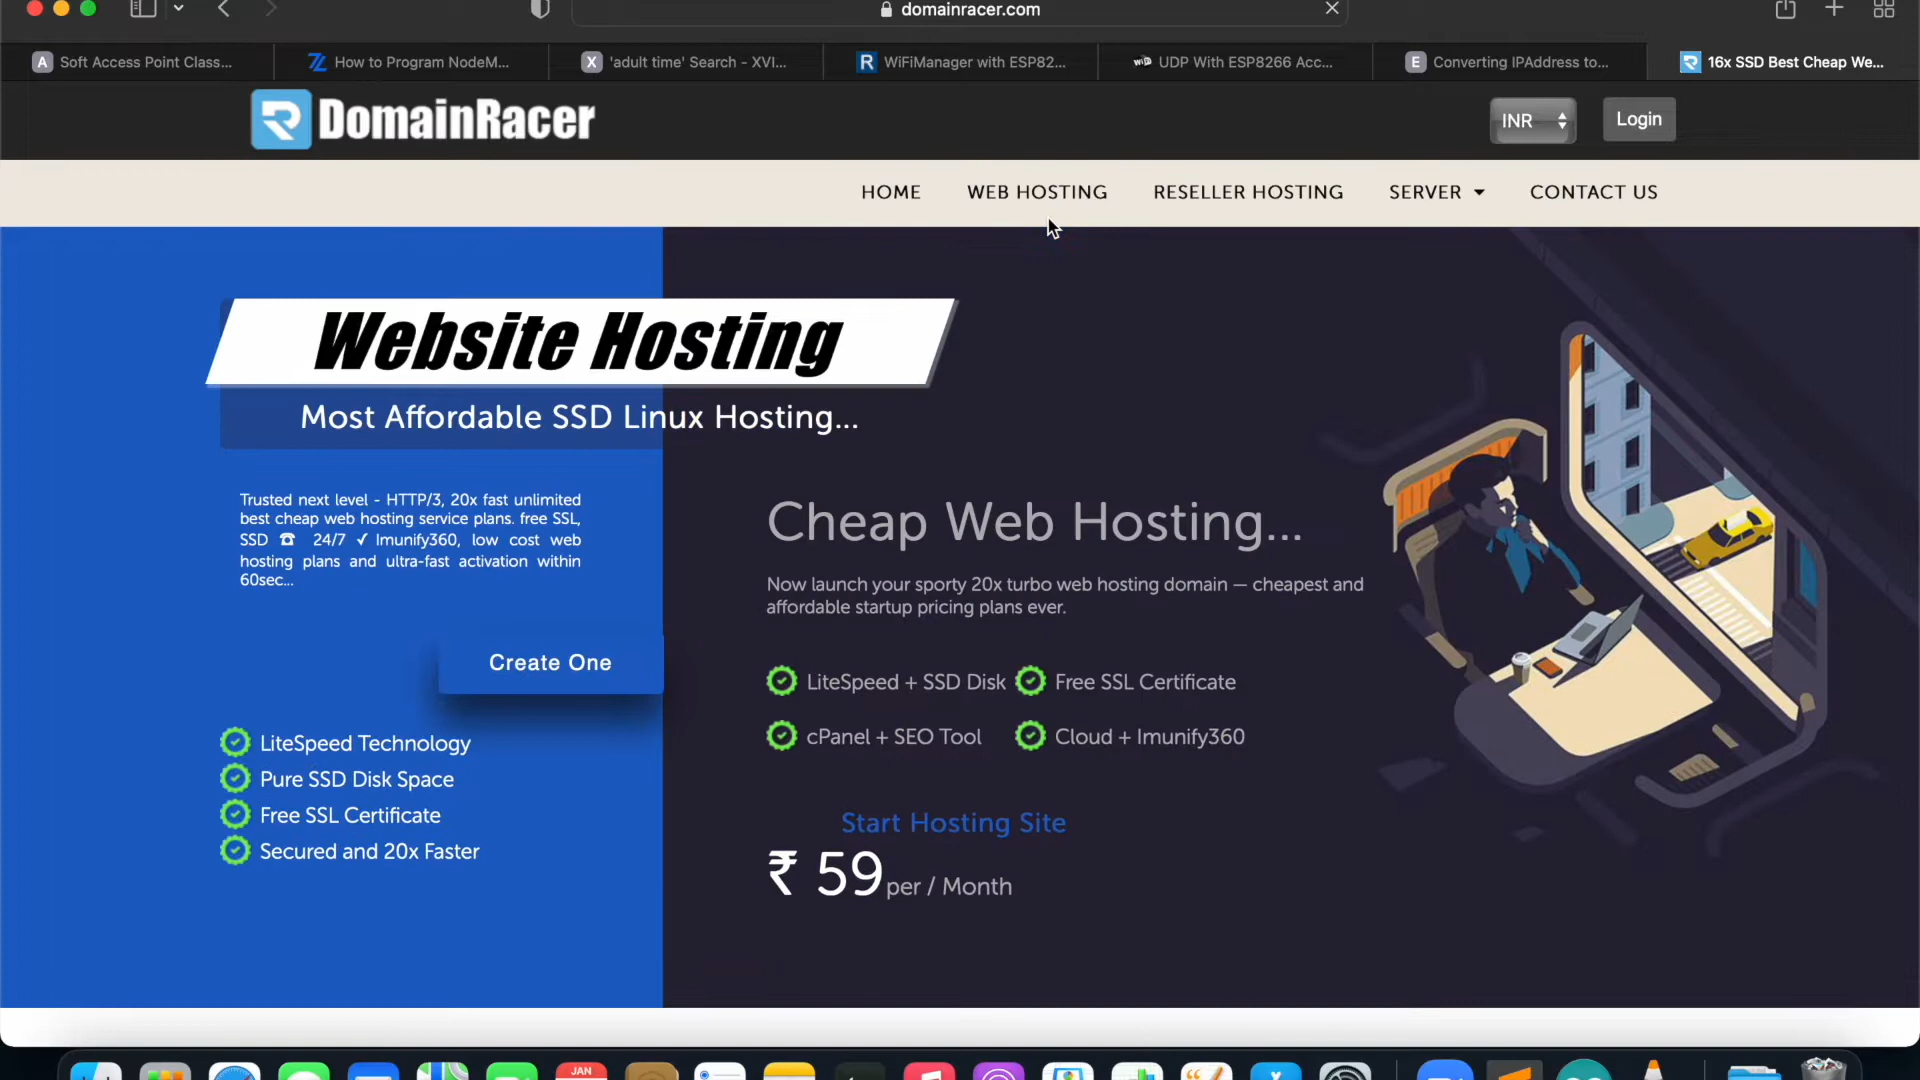 domainracer.com
A Soft Access Point Class...
How to Program NodeM...
X 'adult time' Search - XVI...
R WiFiManager with ESP82...
UDP With ESP8266 Acc...
E Converting IPAddress to...
16x SSD Best Cheap We...
DomainRacer
INR
Login
HOME
WEB HOSTING
RESELLER HOSTING
SERVER
CONTACT US
Website Hosting
Most Affordable SSD Linux Hosting...
Trusted next level - HTTP/3, 20x fast unlimited
best cheap web hosting service plans. free SSL,
SSD ☎ 24/7 ✓ Imunify360, low cost web
hosting plans and ultra-fast activation within
60sec...
Create One
LiteSpeed Technology
Pure SSD Disk Space
Free SSL Certificate
Secured and 20x Faster
Cheap Web Hosting...
Now launch your sporty 20x turbo web hosting domain — cheapest and
affordable startup pricing plans ever.
LiteSpeed + SSD Disk
Free SSL Certificate
cPanel + SEO Tool
Cloud + Imunify360
Start Hosting Site
₹ 59 per / Month
JAN